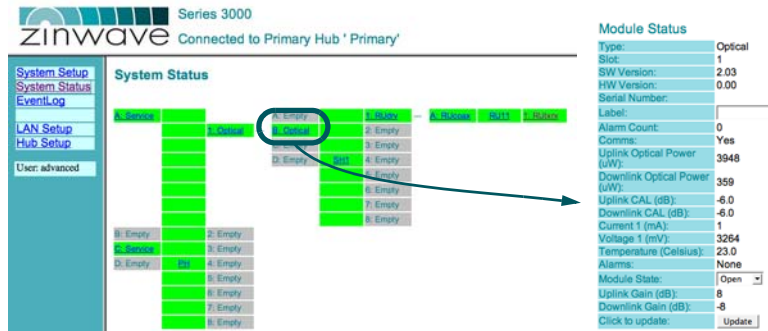 zinwave
Series 3000
Connected to Primary Hub ' Primary'
System Setup
System Status
EventLog
LAN Setup
Hub Setup
User: advanced
System Status
A: Service
1: Optical
B: Empty
2: Empty
C: Service
3: Empty
D: Empty
PH
4: Empty
5: Empty
6: Empty
7: Empty
8: Empty
A: Empty
1: RUdry
A: RUcoax
RU11
B: Optical
2: Empty
3: Empty
D: Empty
SH1
4: Empty
5: Empty
6: Empty
7: Empty
8: Empty
Module Status
Type: Optical
Slot: 1
SW Version: 2.03
HW Version: 0.00
Serial Number:
Label:
Alarm Count: 0
Comms: Yes
Uplink Optical Power (uW): 3948
Downlink Optical Power (uW): 359
Uplink CAL (dB): -6.0
Downlink CAL (dB): -6.0
Current 1 (mA): 1
Voltage 1 (mV): 3264
Temperature (Celsius): 23.0
Alarms: None
Module State: Open
Uplink Gain (dB): 8
Downlink Gain (dB): -8
Click to update: Update